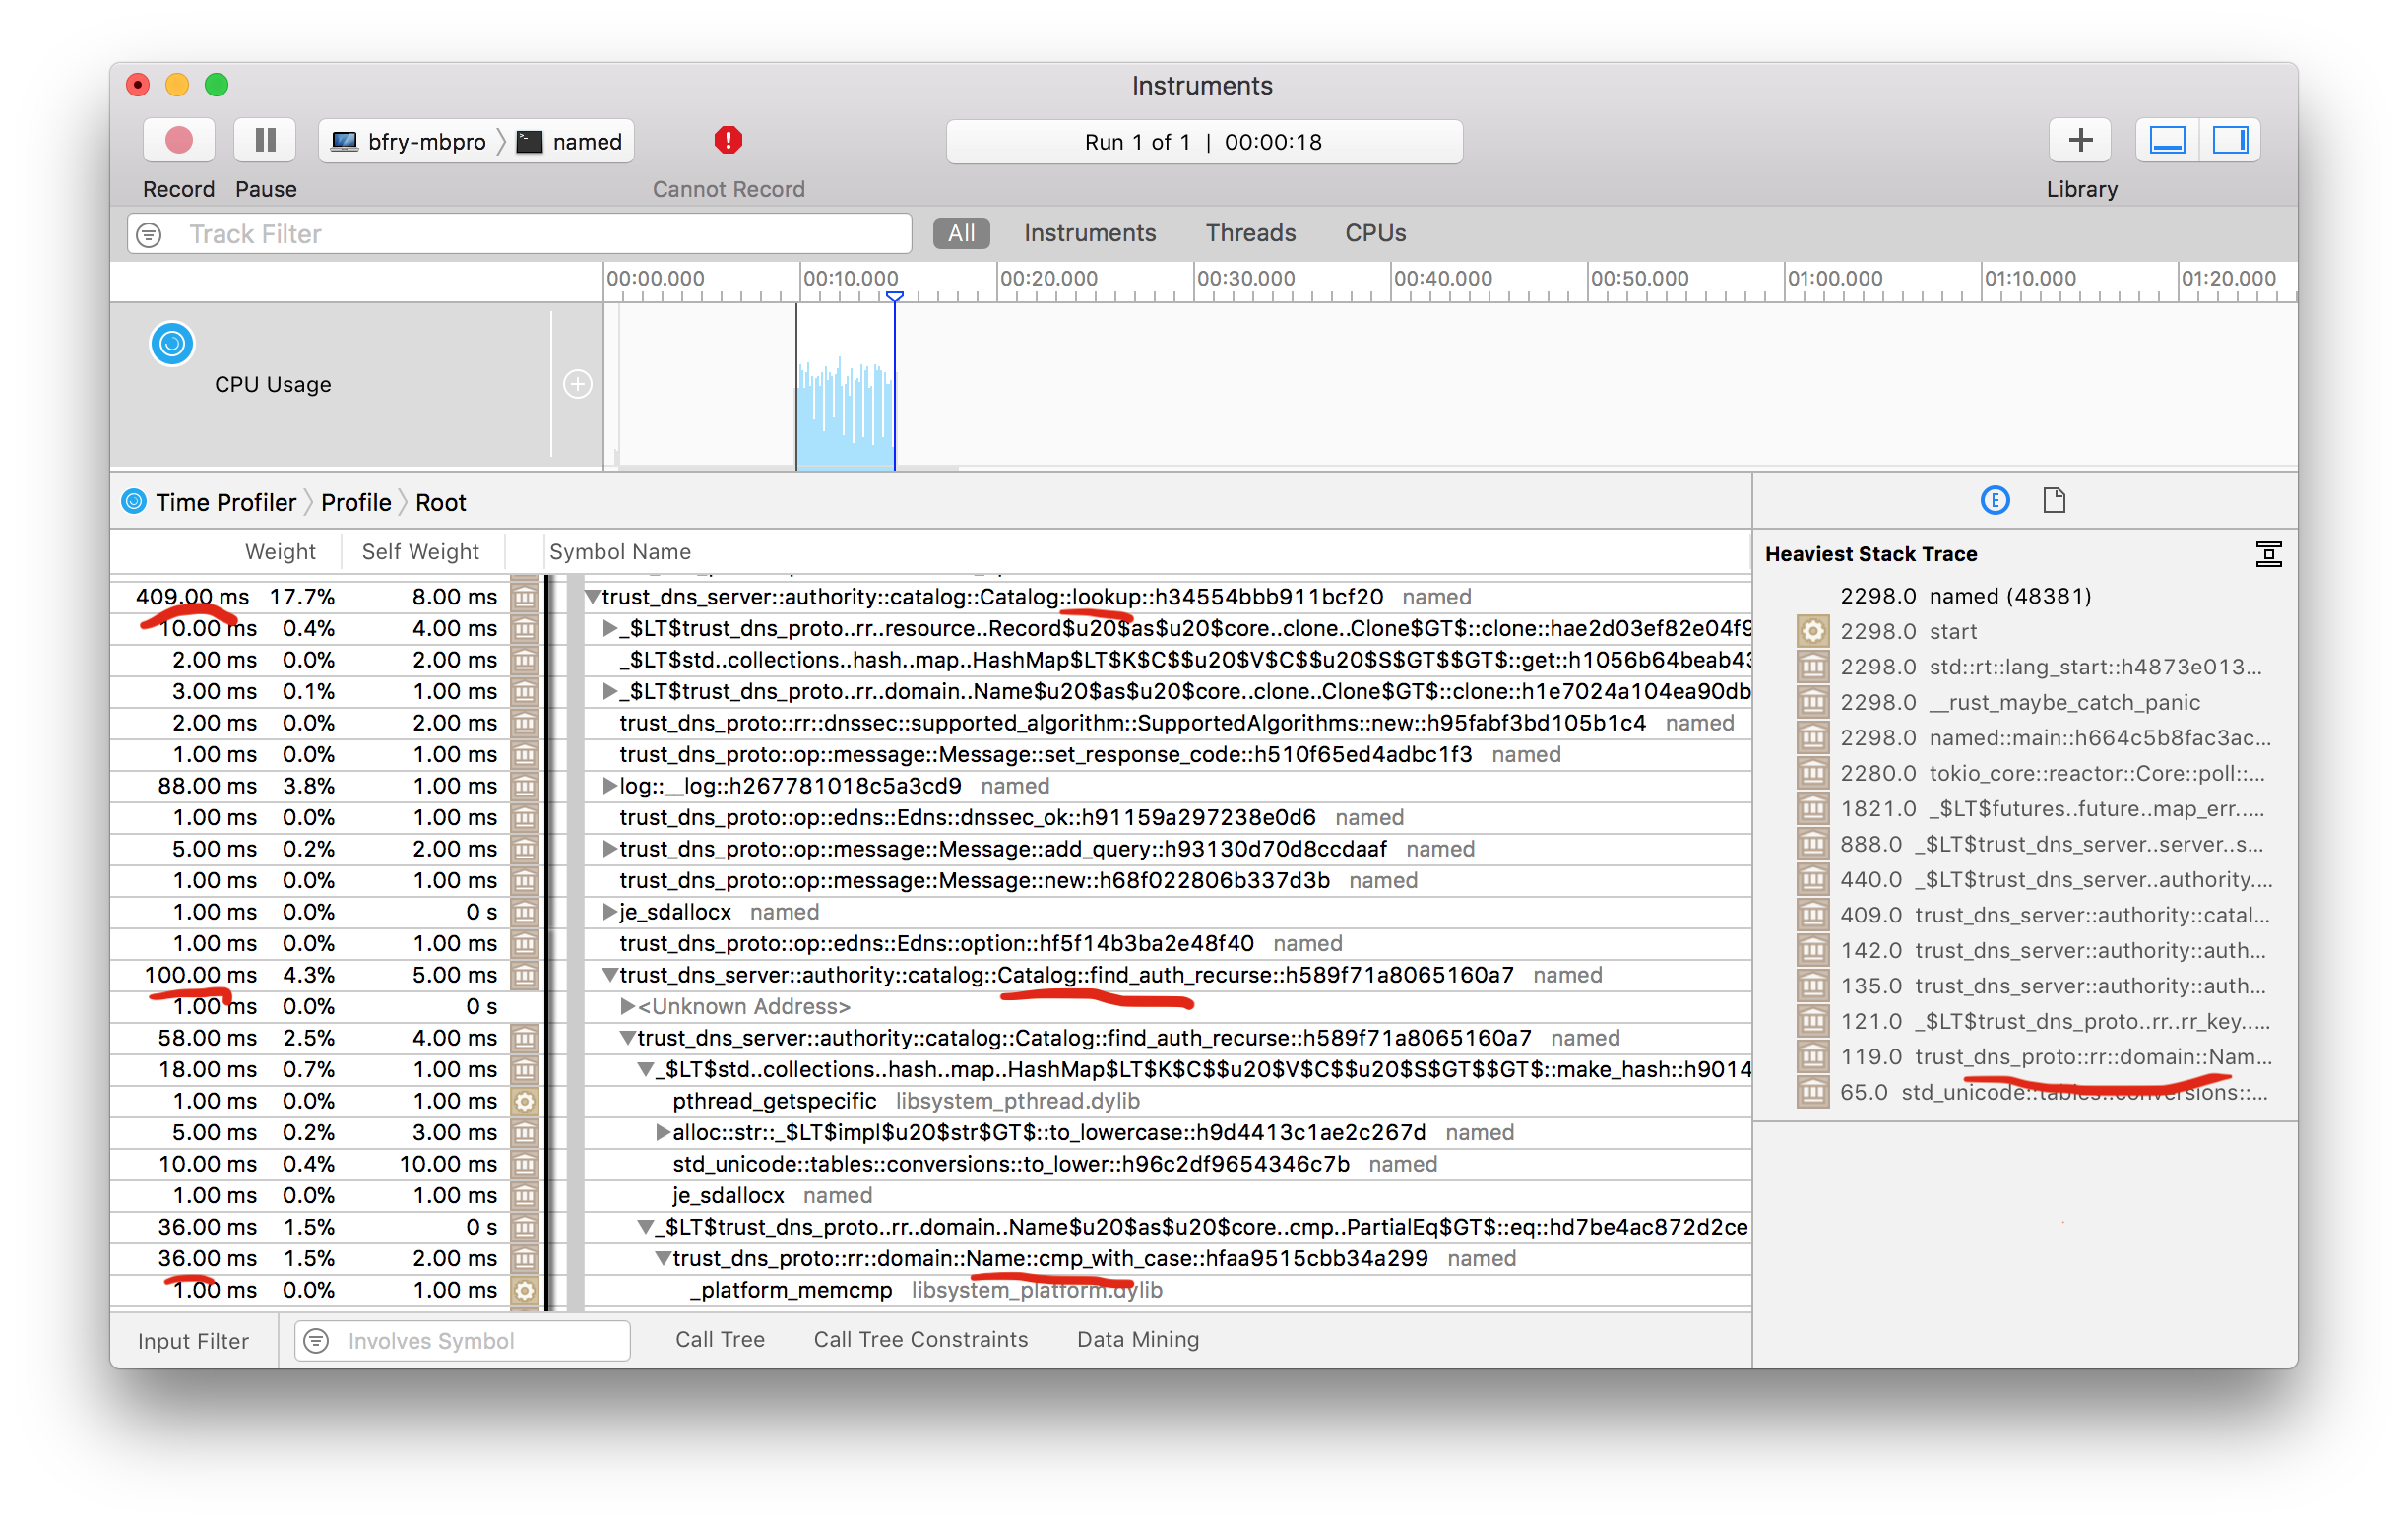 Instruments
bfry-mbpro named
Run 1 of 1 | 00:00:18
Record Pause Cannot Record Library
Track Filter All Instruments Threads CPUs
00:00.000 00:10.000 00:20.000 00:30.000 00:40.000 00:50.000 01:00.000 01:10.000 01:20.000
CPU Usage
Time Profiler Profile Root
Weight Self Weight Symbol Name
409.00 ms 17.7% 8.00 ms trust_dns_server::authority::catalog::Catalog::lookup::h34554bbb911bcf20 named
10.00 ms 0.4% 4.00 ms _$LT$trust_dns_proto..rr..resource..Record$u20$as$u20$core..clone..Clone$GT$::clone::hae2d03ef82e04f9
2.00 ms 0.0% 2.00 ms _$LT$std..collections..hash..map..HashMap$LT$K$C$$u20$V$C$$u20$S$GT$$GT$::get::h1056b64beab43
3.00 ms 0.1% 1.00 ms _$LT$trust_dns_proto..rr..domain..Name$u20$as$u20$core..clone..Clone$GT$::clone::h1e7024a104ea90db
2.00 ms 0.0% 2.00 ms trust_dns_proto::rr::dnssec::supported_algorithm::SupportedAlgorithms::new::h95fabf3bd105b1c4 named
1.00 ms 0.0% 1.00 ms trust_dns_proto::op::message::Message::set_response_code::h510f65ed4adbc1f3 named
88.00 ms 3.8% 1.00 ms log::__log::h267781018c5a3cd9 named
1.00 ms 0.0% 1.00 ms trust_dns_proto::op::edns::Edns::dnssec_ok::h91159a297238e0d6 named
5.00 ms 0.2% 2.00 ms trust_dns_proto::op::message::Message::add_query::h93130d70d8ccdaaf named
1.00 ms 0.0% 1.00 ms trust_dns_proto::op::message::Message::new::h68f022806b337d3b named
1.00 ms 0.0% 0 s je_sdallocx named
1.00 ms 0.0% 1.00 ms trust_dns_proto::op::edns::Edns::option::hf5f14b3ba2e48f40 named
100.00 ms 4.3% 5.00 ms trust_dns_server::authority::catalog::Catalog::find_auth_recurse::h589f71a8065160a7 named
1.00 ms 0.0% 0 s <Unknown Address>
58.00 ms 2.5% 4.00 ms trust_dns_server::authority::catalog::Catalog::find_auth_recurse::h589f71a8065160a7 named
18.00 ms 0.7% 1.00 ms _$LT$std..collections..hash..map..HashMap$LT$K$C$$u20$V$C$$u20$S$GT$$GT$::make_hash::h9014
1.00 ms 0.0% 1.00 ms pthread_getspecific libsystem_pthread.dylib
5.00 ms 0.2% 3.00 ms alloc::str::_$LT$impl$u20$str$GT$::to_lowercase::h9d4413c1ae2c267d named
10.00 ms 0.4% 10.00 ms std_unicode::tables::conversions::to_lower::h96c2df9654346c7b named
1.00 ms 0.0% 1.00 ms je_sdallocx named
36.00 ms 1.5% 0 s _$LT$trust_dns_proto..rr..domain..Name$u20$as$u20$core..cmp..PartialEq$GT$::eq::hd7be4ac872d2ce
36.00 ms 1.5% 2.00 ms trust_dns_proto::rr::domain::Name::cmp_with_case::hfaa9515cbb34a299 named
1.00 ms 0.0% 1.00 ms _platform_memcmp libsystem_platform.dylib
Input Filter Involves Symbol Call Tree Call Tree Constraints Data Mining
E
Heaviest Stack Trace
2298.0 named (48381)
2298.0 start
2298.0 std::rt::lang_start::h4873e013...
2298.0 __rust_maybe_catch_panic
2298.0 named::main::h664c5b8fac3ac...
2280.0 tokio_core::reactor::Core::poll::...
1821.0 _$LT$futures..future..map_err.....
888.0 _$LT$trust_dns_server..server..s...
440.0 _$LT$trust_dns_server..authority....
409.0 trust_dns_server::authority::catal...
142.0 trust_dns_server::authority::auth...
135.0 trust_dns_server::authority::auth...
121.0 _$LT$trust_dns_proto..rr..rr_key.....
119.0 trust_dns_proto::rr::domain::Nam...
65.0 std_unicode::tables::conversions::...